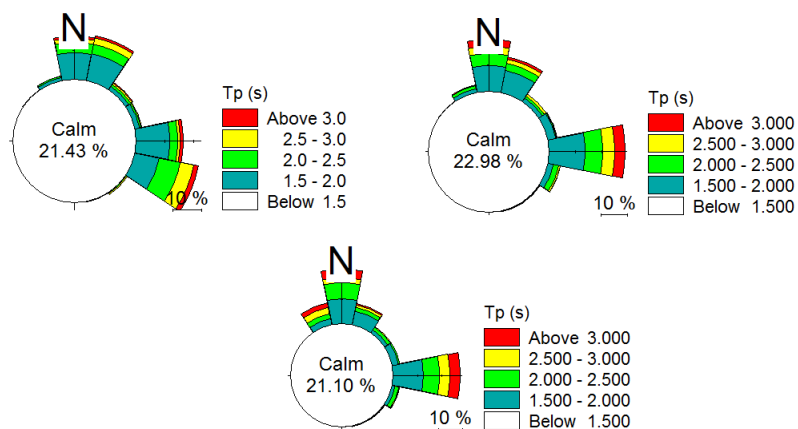 N
Calm
21.43 %
10 %
Tp (s)
Above 3.0
2.5 - 3.0
2.0 - 2.5
1.5 - 2.0
Below 1.5
N
Calm
22.98 %
10 %
Tp (s)
Above 3.000
2.500 - 3.000
2.000 - 2.500
1.500 - 2.000
Below 1.500
N
Calm
21.10 %
10 %
Tp (s)
Above 3.000
2.500 - 3.000
2.000 - 2.500
1.500 - 2.000
Below 1.500